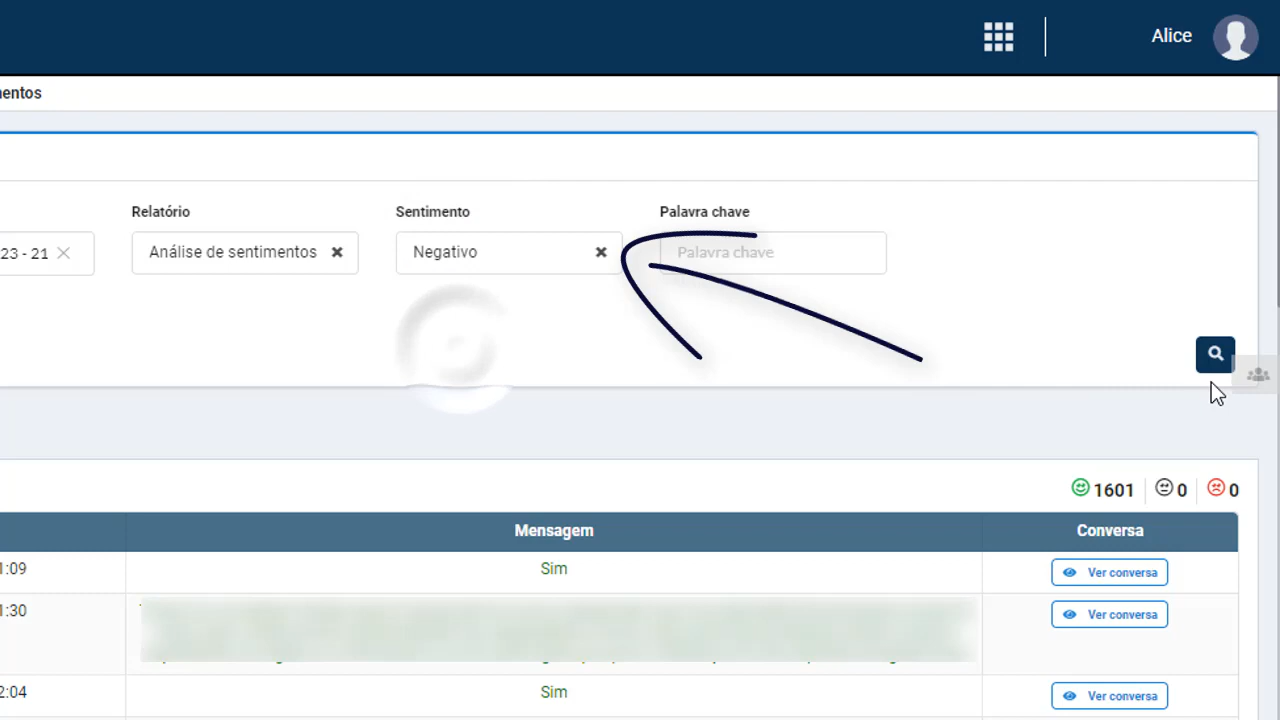 Alice
entos
Relatório
Sentimento
Palavra chave
23 - 21
Análise de sentimentos
Negativo
Palavra chave
1601
0
0
Mensagem
Conversa
1:09
Sim
Ver conversa
1:30
Ver conversa
2:04
Sim
Ver conversa